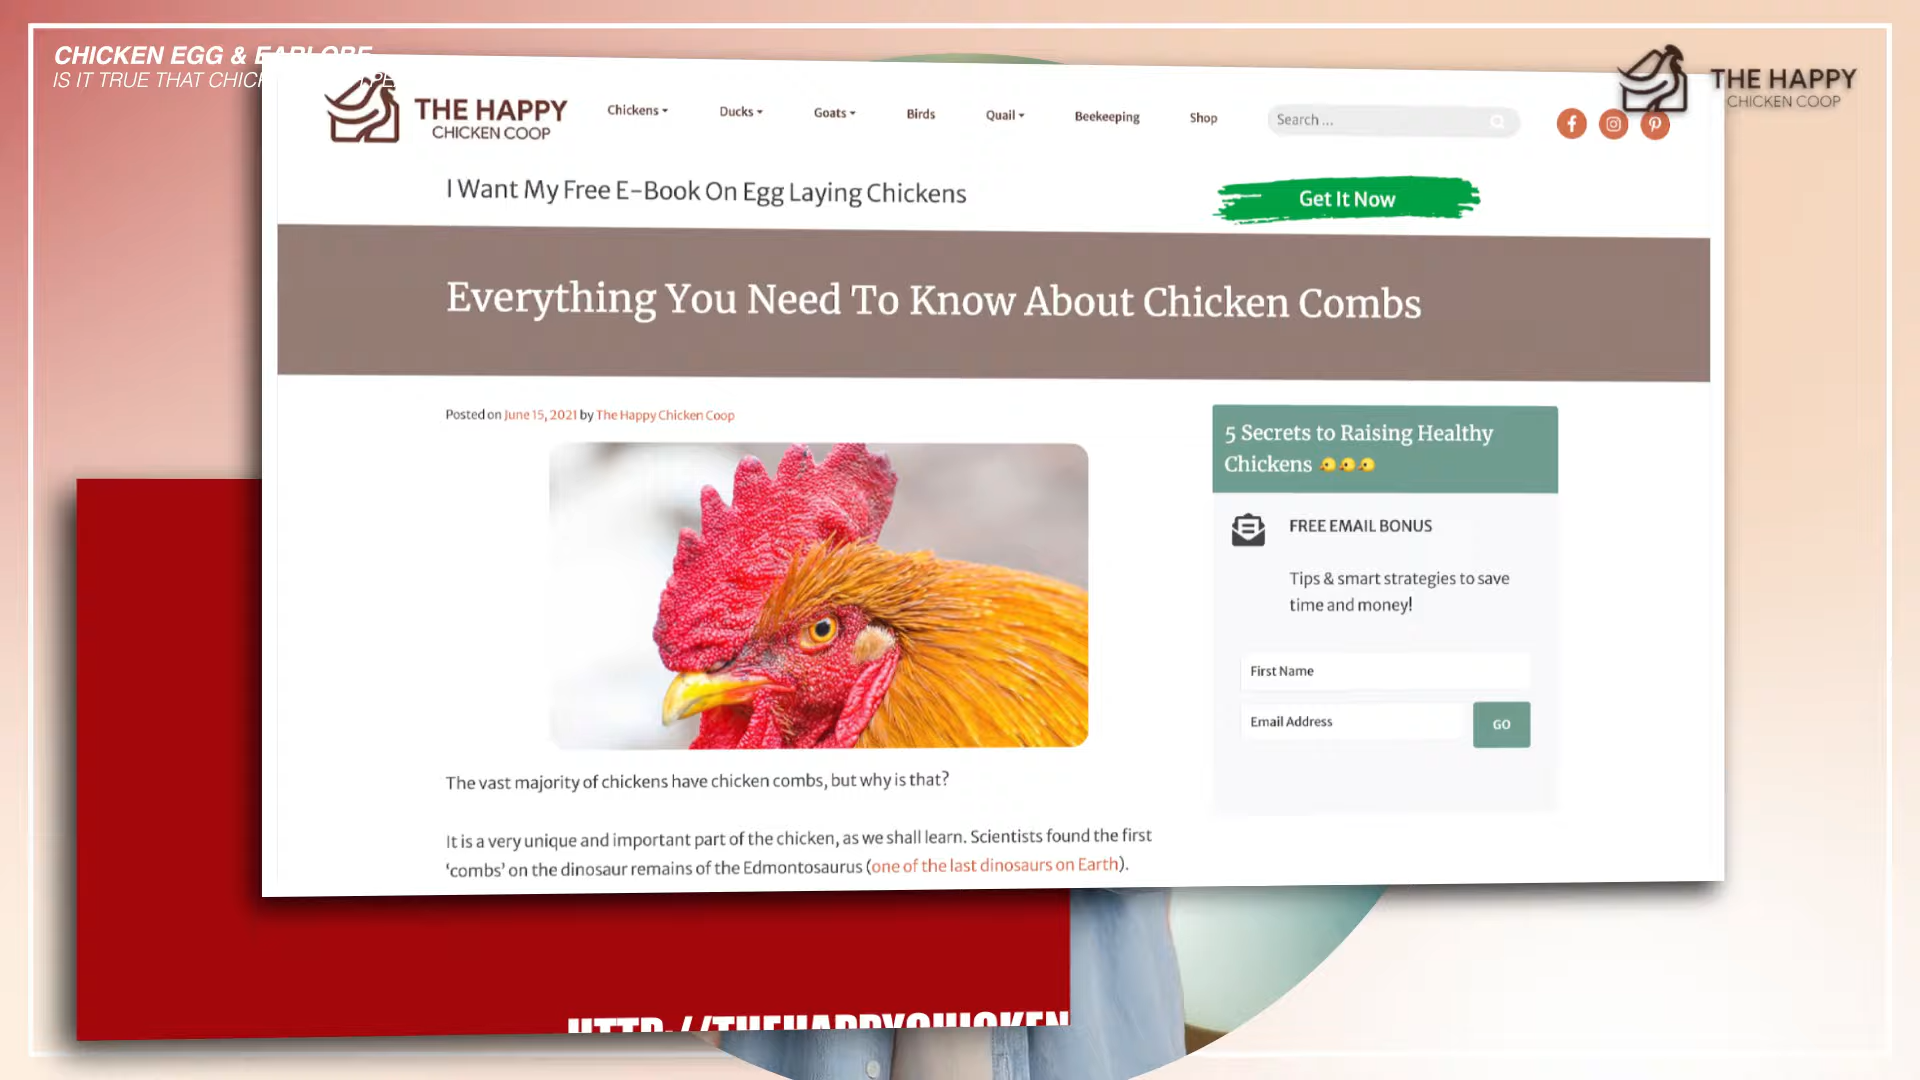 CHICKEN EGG & EARLOBE
IS IT TRUE THAT CHICK
THE HAPPY
CHICKEN COOP
Chickens
Ducks
Goats
Birds
Quail
Beekeeping
Shop
Search ...
THE HAPPY
CHICKEN COOP
I Want My Free E-Book On Egg Laying Chickens
Get It Now
Everything You Need To Know About Chicken Combs
Posted on June 15, 2021 by The Happy Chicken Coop
5 Secrets to Raising Healthy
Chickens
FREE EMAIL BONUS
Tips & smart strategies to save
time and money!
First Name
Email Address
GO
The vast majority of chickens have chicken combs, but why is that?
It is a very unique and important part of the chicken, as we shall learn. Scientists found the first
‘combs’ on the dinosaur remains of the Edmontosaurus (one of the last dinosaurs on Earth).
HTTP://THEHAPPYCHICKEN